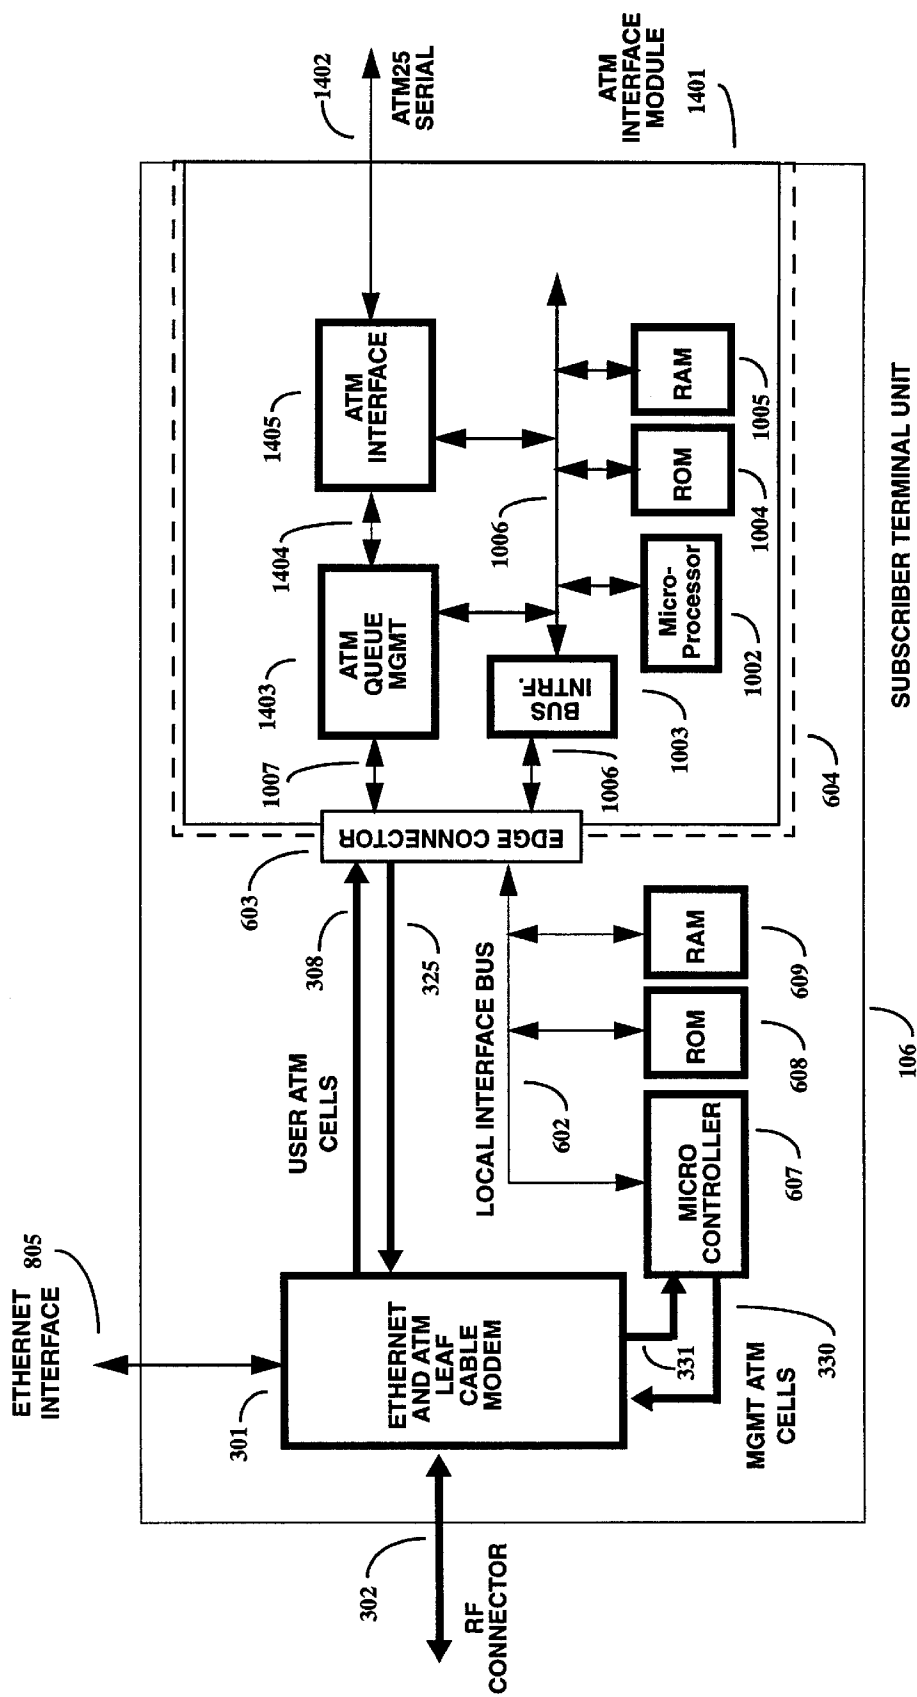 ETHERNET
INTERFACE
805
301
302
RF
CONNECTOR
ETHERNET
AND ATM
LEAF
CABLE
MODEM
USER ATM
CELLS
308
325
603
EDGE CONNECTOR
LOCAL INTERFACE BUS
602
331
330
MGMT ATM
CELLS
MICRO
CONTROLLER
607
ROM
608
RAM
609
106
SUBSCRIBER TERMINAL UNIT
604
1007
1403
ATM
QUEUE
MGMT
1404
1405
ATM
INTERFACE
1402
ATM25
SERIAL
ATM
INTERFACE
MODULE
1401
BUS
INTRF.
1006
1003
1006
Micro-
Processor
1002
ROM
1004
RAM
1005